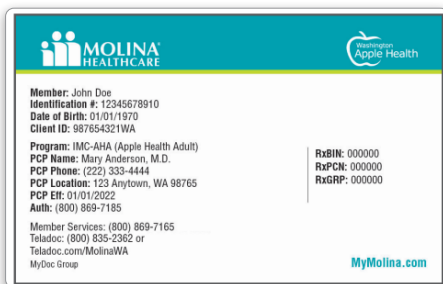 MOLINA®
HEALTHCARE
Washington
Apple Health
Member: John Doe
Identification #: 12345678910
Date of Birth: 01/01/1970
Client ID: 987654321WA
Program: IMC-AHA (Apple Health Adult)
PCP Name: Mary Anderson, M.D.
PCP Phone: (222) 333-4444
PCP Location: 123 Anytown, WA 98765
PCP Eff: 01/01/2022
Auth: (800) 869-7185
RxBIN: 000000
RxPCN: 000000
RxGRP: 000000
Member Services: (800) 869-7165
Teladoc: (800) 835-2362 or
Teladoc.com/MolinaWA
MyDoc Group
MyMolina.com